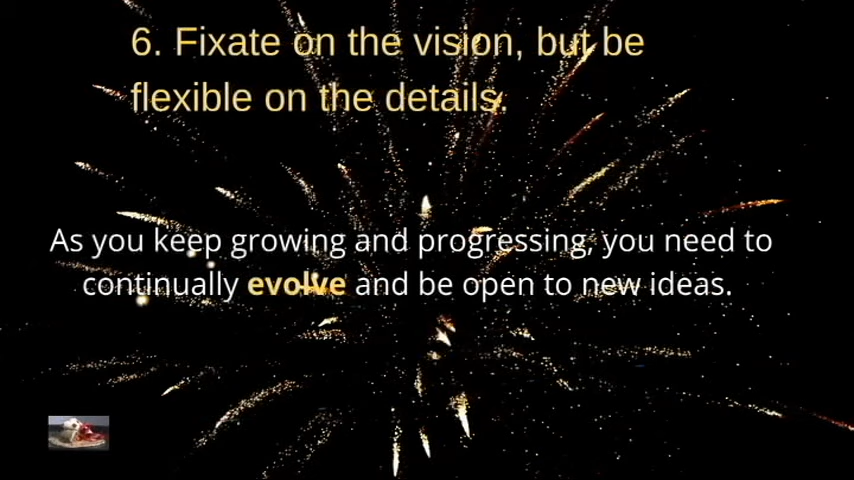 6. Fixate on the vision, but be
flexible on the details.
As you keep growing and progressing, you need to
continually evolve and be open to new ideas.